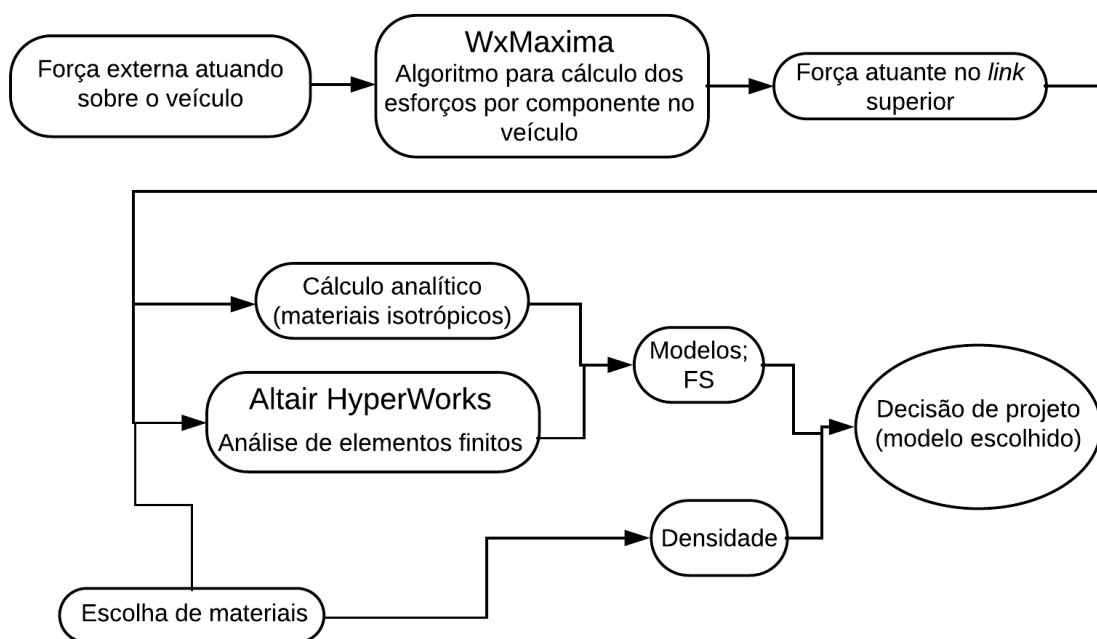 Força externa atuando
sobre o veículo
WxMaxima
Algoritmo para cálculo dos
esforços por componente no
veículo
Força atuante no link
superior
Cálculo analítico
(materiais isotrópicos)
Altair HyperWorks
Análise de elementos finitos
Modelos;
FS
Decisão de projeto
(modelo escolhido)
Densidade
Escolha de materiais